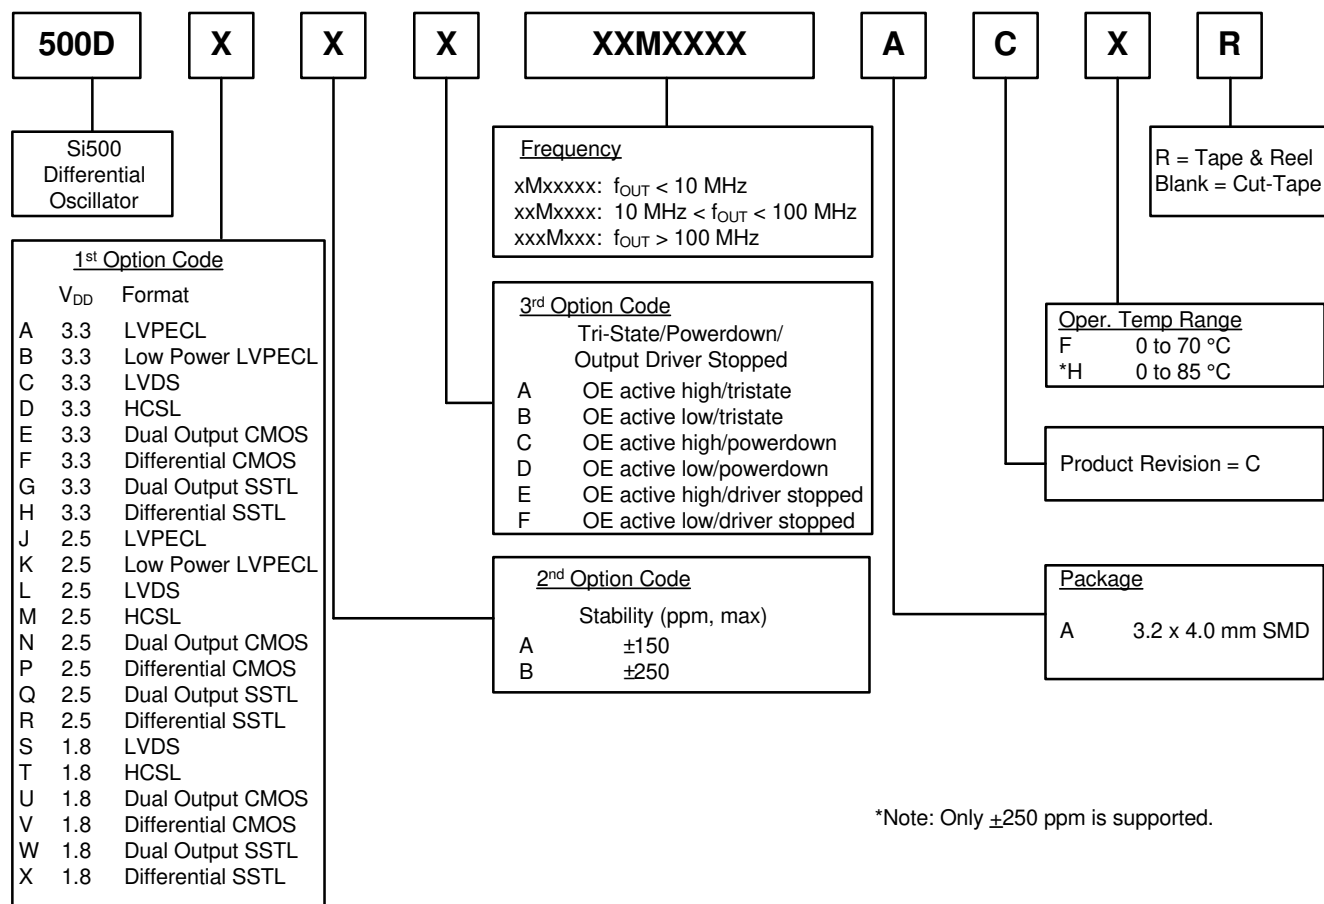 500D X X X XXMXXXX A C X R
Si500
Differential
Oscillator
1st Option Code
VDD Format
A 3.3 LVPECL
B 3.3 Low Power LVPECL
C 3.3 LVDS
D 3.3 HCSL
E 3.3 Dual Output CMOS
F 3.3 Differential CMOS
G 3.3 Dual Output SSTL
H 3.3 Differential SSTL
J 2.5 LVPECL
K 2.5 Low Power LVPECL
L 2.5 LVDS
M 2.5 HCSL
N 2.5 Dual Output CMOS
P 2.5 Differential CMOS
Q 2.5 Dual Output SSTL
R 2.5 Differential SSTL
S 1.8 LVDS
T 1.8 HCSL
U 1.8 Dual Output CMOS
V 1.8 Differential CMOS
W 1.8 Dual Output SSTL
X 1.8 Differential SSTL
Frequency
xMxxxxx: fOUT < 10 MHz
xxMxxxx: 10 MHz < fOUT < 100 MHz
xxxMxxx: fOUT > 100 MHz
3rd Option Code
Tri-State/Powerdown/
Output Driver Stopped
A OE active high/tristate
B OE active low/tristate
C OE active high/powerdown
D OE active low/powerdown
E OE active high/driver stopped
F OE active low/driver stopped
2nd Option Code
Stability (ppm, max)
A ±150
B ±250
R = Tape & Reel
Blank = Cut-Tape
Oper. Temp Range
F 0 to 70 °C
*H 0 to 85 °C
Product Revision = C
Package
A 3.2 x 4.0 mm SMD
*Note: Only ±250 ppm is supported.